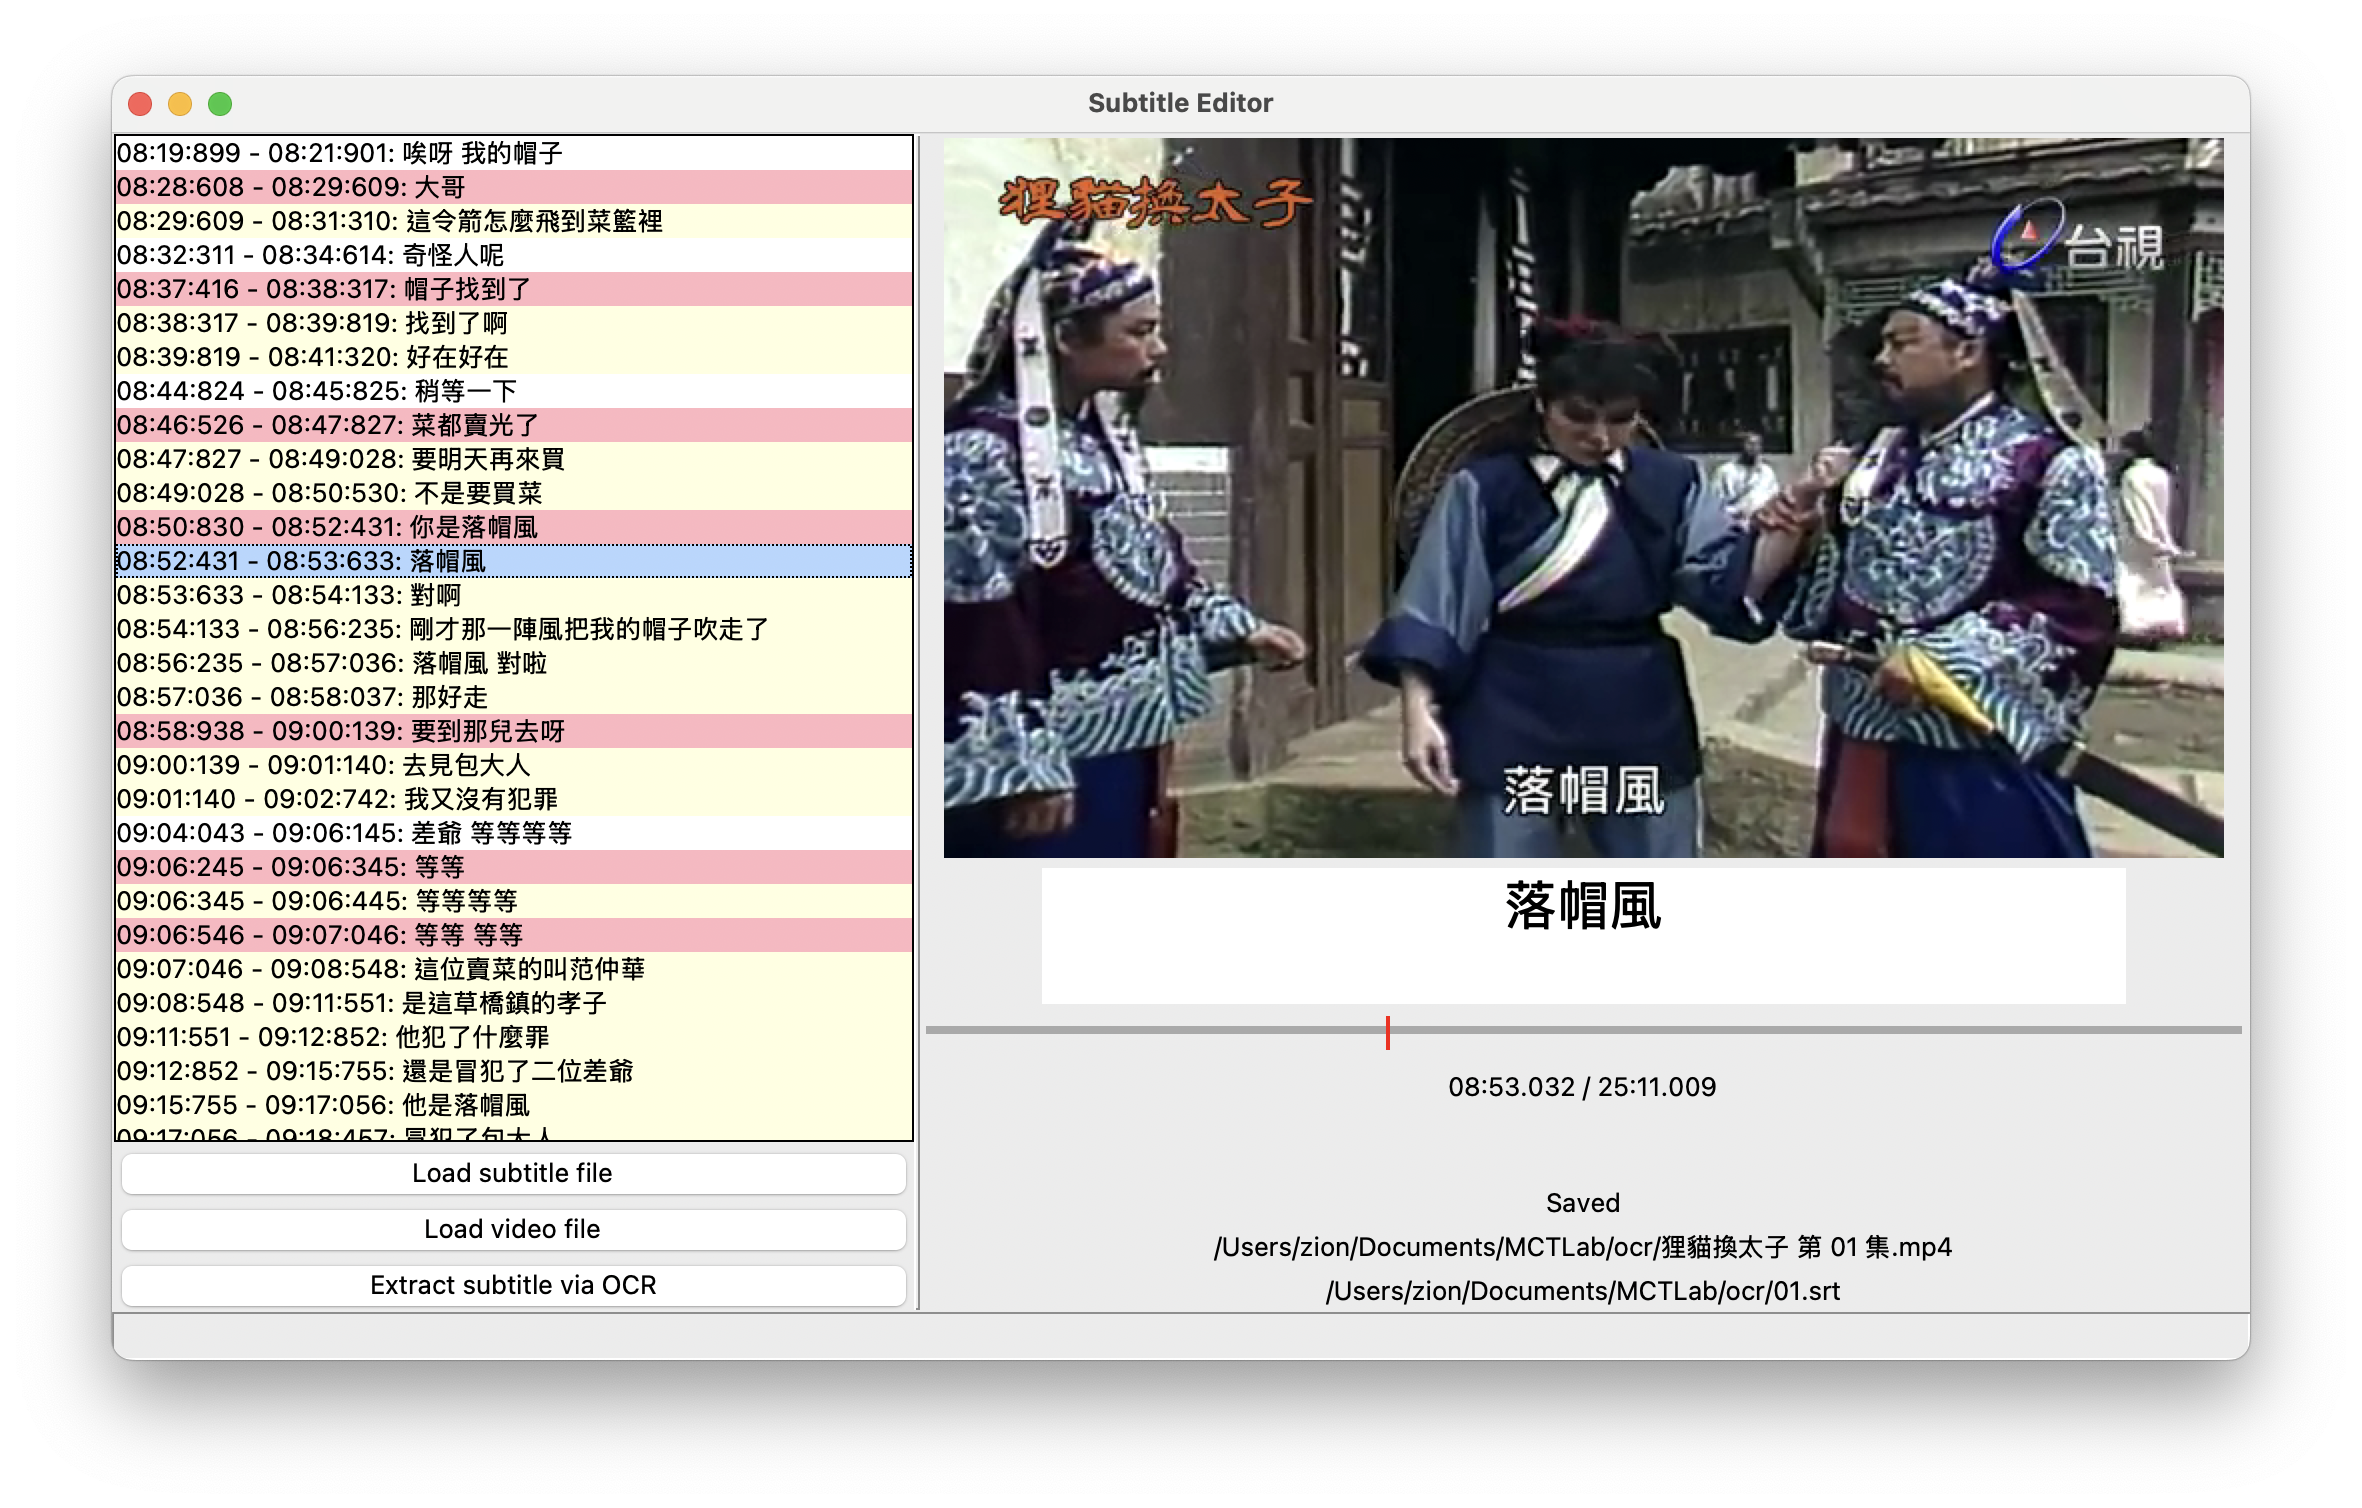 Subtitle Editor
08:19:899 - 08:21:901: 唉呀 我的帽子
08:28:608 - 08:29:609: 大哥
08:29:609 - 08:31:310: 這令箭怎麼飛到菜籃裡
08:32:311 - 08:34:614: 奇怪人呢
08:37:416 - 08:38:317: 帽子找到了
08:38:317 - 08:39:819: 找到了啊
08:39:819 - 08:41:320: 好在好在
08:44:824 - 08:45:825: 稍等一下
08:46:526 - 08:47:827: 菜都賣光了
08:47:827 - 08:49:028: 要明天再來買
08:49:028 - 08:50:530: 不是要買菜
08:50:830 - 08:52:431: 你是落帽風
08:52:431 - 08:53:633: 落帽風
08:53:633 - 08:54:133: 對啊
08:54:133 - 08:56:235: 剛才那一陣風把我的帽子吹走了
08:56:235 - 08:57:036: 落帽風 對啦
08:57:036 - 08:58:037: 那好走
08:58:938 - 09:00:139: 要到那兒去呀
09:00:139 - 09:01:140: 去見包大人
09:01:140 - 09:02:742: 我又沒有犯罪
09:04:043 - 09:06:145: 差爺 等等等等
09:06:245 - 09:06:345: 等等
09:06:345 - 09:06:445: 等等等等
09:06:546 - 09:07:046: 等等 等等
09:07:046 - 09:08:548: 這位賣菜的叫范仲華
09:08:548 - 09:11:551: 是這草橋鎮的孝子
09:11:551 - 09:12:852: 他犯了什麼罪
09:12:852 - 09:15:755: 還是冒犯了二位差爺
09:15:755 - 09:17:056: 他是落帽風
09:17:056 - 09:18:457: 冒犯了包大人
Load subtitle file
Load video file
Extract subtitle via OCR
狸貓換太子
台視
落帽風
落帽風
08:53.032 / 25:11.009
Saved
/Users/zion/Documents/MCTLab/ocr/狸貓換太子 第 01 集.mp4
/Users/zion/Documents/MCTLab/ocr/01.srt